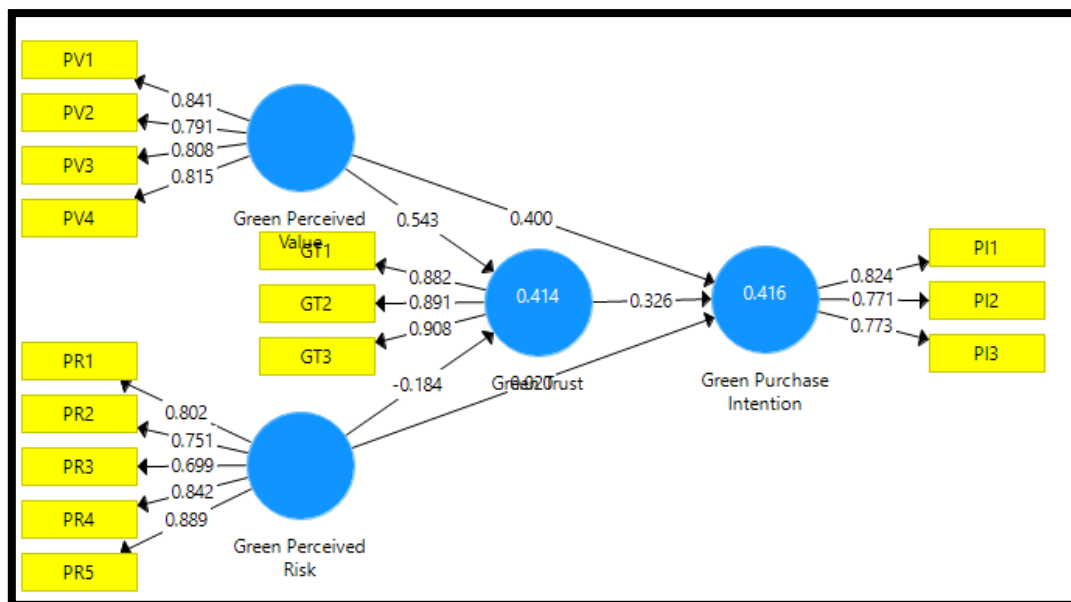 PV1
PV2
PV3
PV4
0.841
0.791
0.808
0.815
Green Perceived
Value
0.543
0.400
GT1
GT2
GT3
0.882
0.891
0.908
0.414
Green Trust
0.326
0.416
Green Purchase
Intention
0.824
0.771
0.773
PI1
PI2
PI3
PR1
PR2
PR3
PR4
PR5
0.802
0.751
0.699
0.842
0.889
-0.184
Green Perceived
Risk